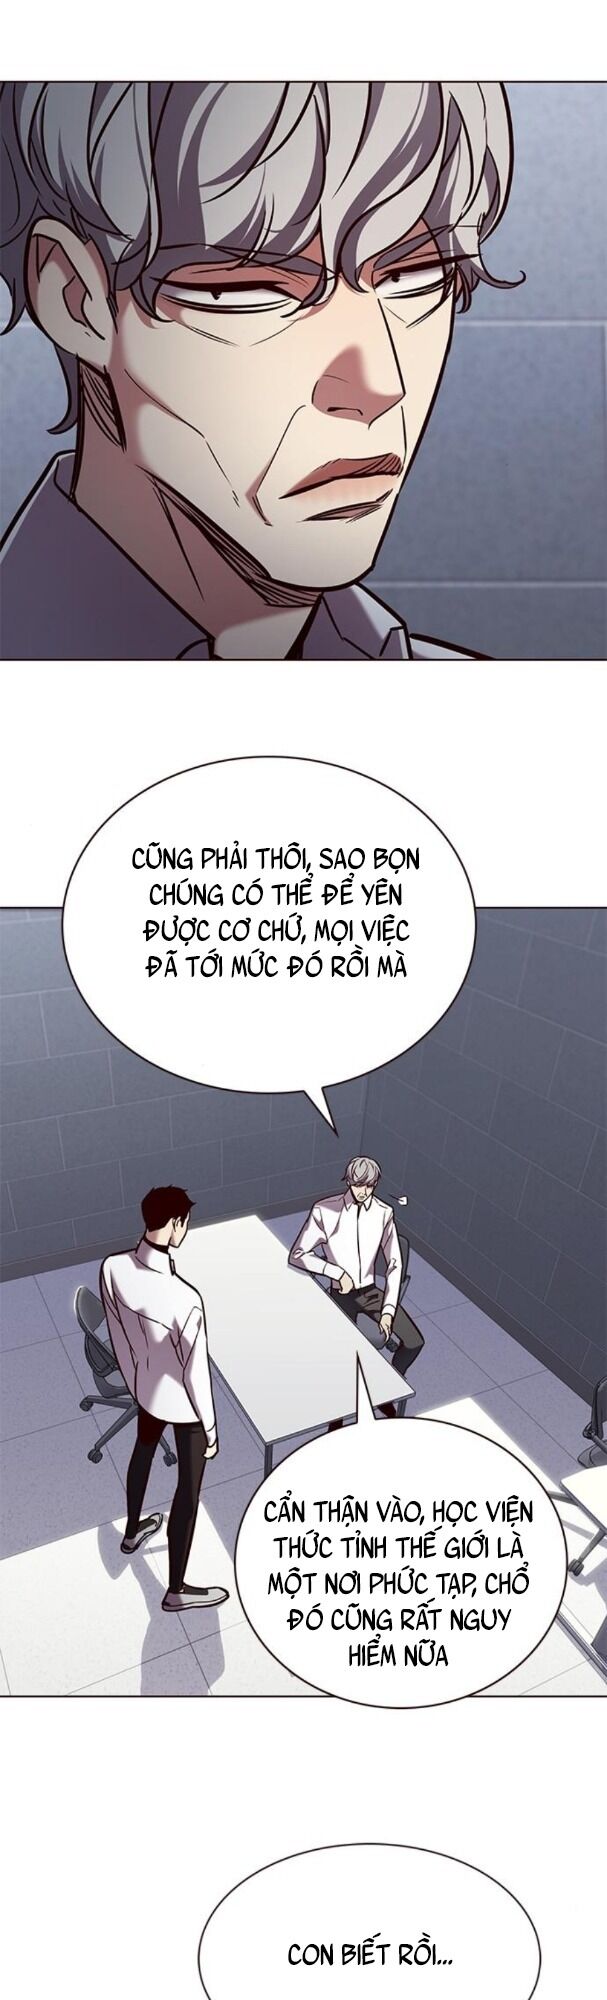 CŨNG PHẢI THÔI, SAO BỌN
CHÚNG CÓ THỂ ĐỂ YÊN
ĐƯỢC CƠ CHỨ, MỌI VIỆC
ĐÃ TỚI MỨC ĐÓ RỒI MÀ
CẨN THẬN VÀO, HỌC VIỆN
THỨC TỈNH THẾ GIỚI LÀ
MỘT NƠI PHỨC TẠP, CHỔ
ĐÓ CŨNG RẤT NGUY
HIỂM NỮA
CON BIẾT RỒI...